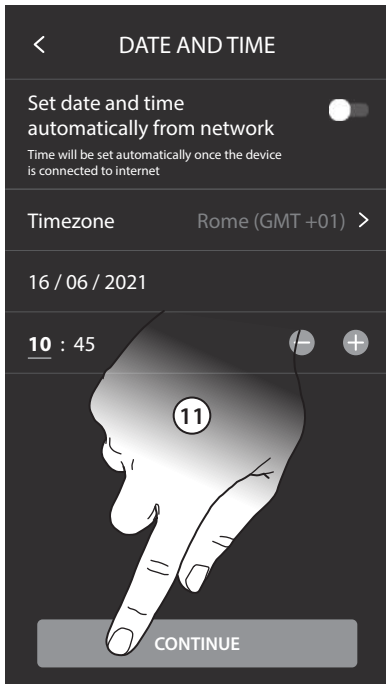 DATE AND TIME
Set date and time
automatically from network
Time will be set automatically once the device
is connected to internet
Timezone Rome (GMT +01)
16 / 06 / 2021
10 : 45
11
CONTINUE